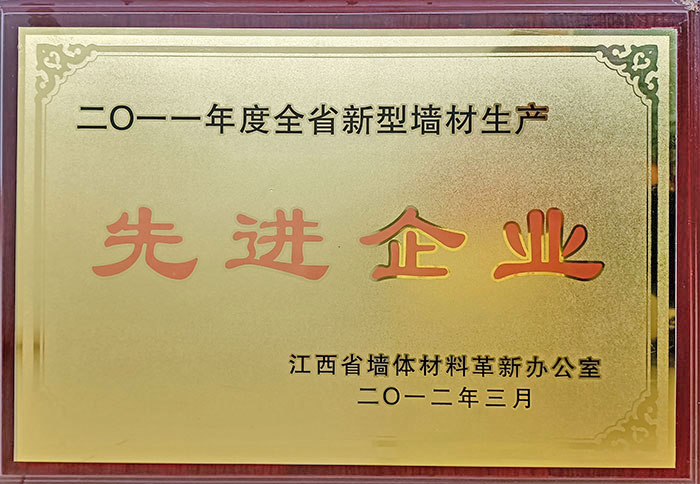 二〇一一年度全省新型墙材生产
先进企业
江西省墙体材料革新办公室
二〇一二年三月